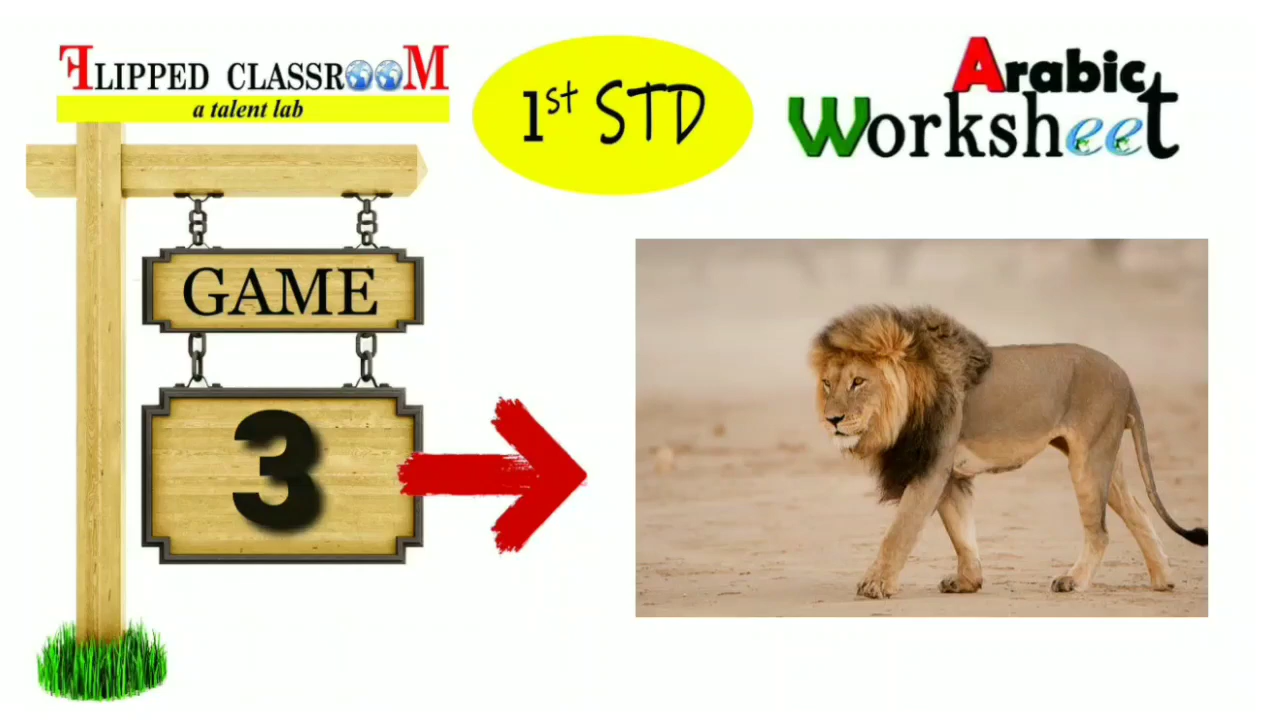 FLIPPED CLASSROOM
a talent lab
1st STD
Arabic
Worksheet
GAME
3